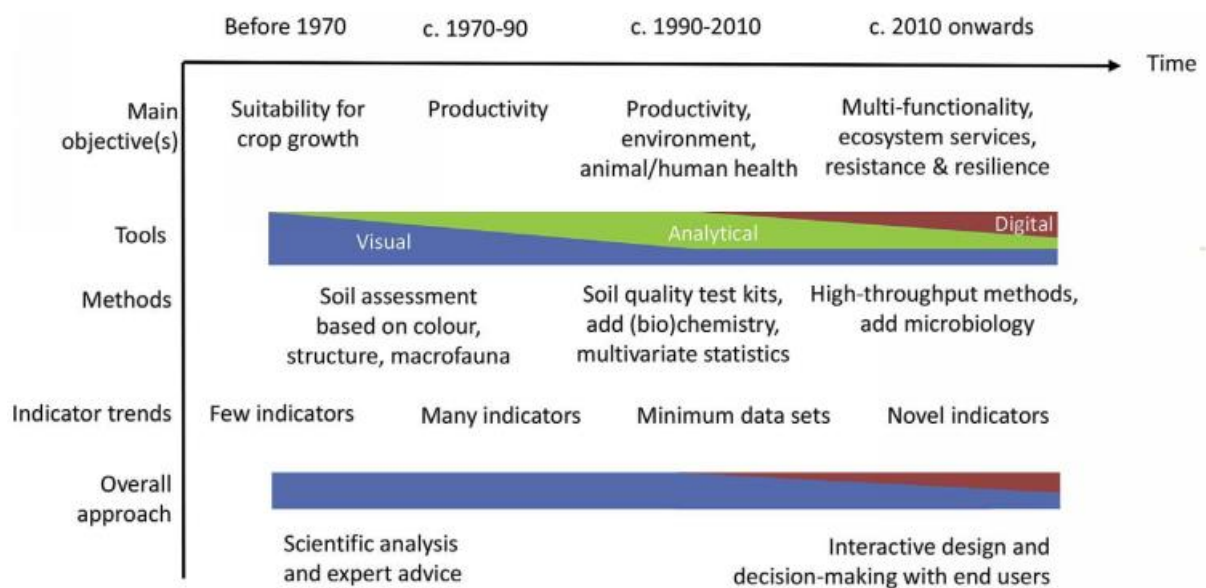 Before 1970 c. 1970-90 c. 1990-2010 c. 2010 onwards
Time
Main
objective(s)
Suitability for
crop growth
Productivity
Productivity,
environment,
animal/human health
Multi-functionality,
ecosystem services,
resistance & resilience
Tools
Visual
Analytical
Digital
Methods
Soil assessment
based on colour,
structure, macrofauna
Soil quality test kits,
add (bio)chemistry,
multivariate statistics
High-throughput methods,
add microbiology
Indicator trends
Few indicators
Many indicators
Minimum data sets
Novel indicators
Overall
approach
Scientific analysis
and expert advice
Interactive design and
decision-making with end users